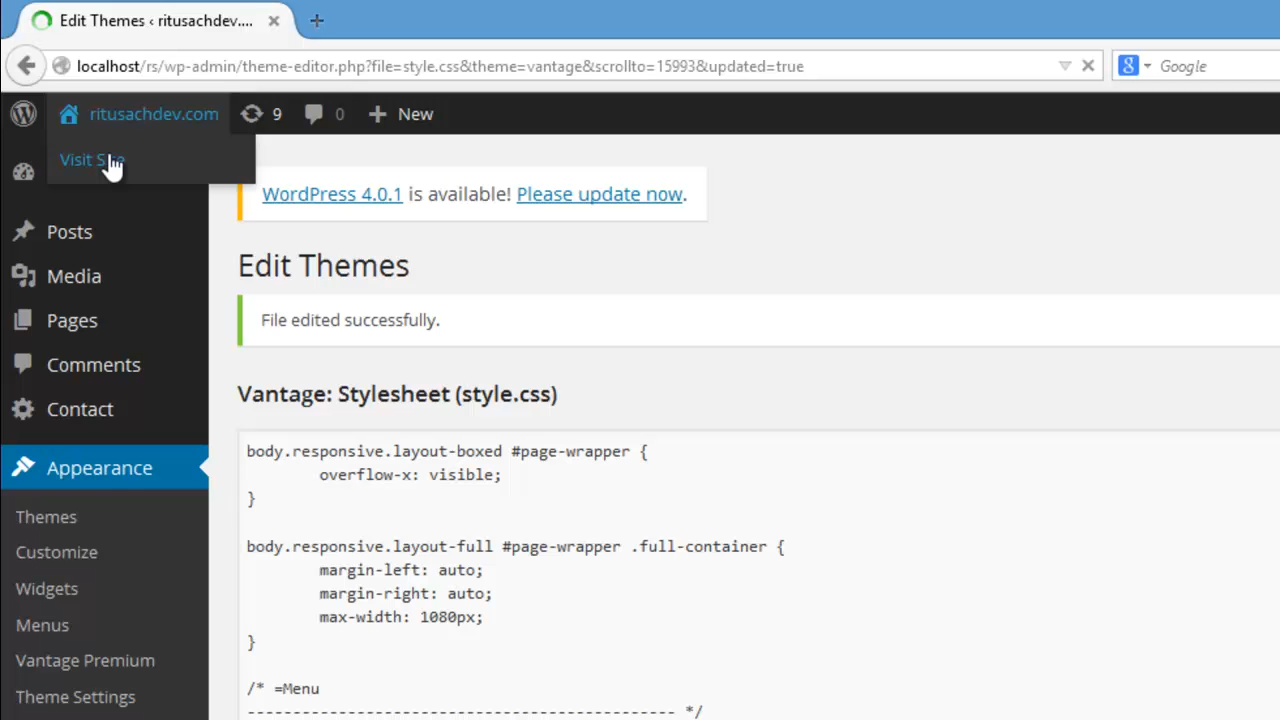 Edit Themes ‹ ritusachdev....
localhost/rs/wp-admin/theme-editor.php?file=style.css&theme=vantage&scrollto=15993&updated=true
Google
ritusachdev.com 9 0 New
Visit Site
WordPress 4.0.1 is available! Please update now.
Posts
Media
Pages
Comments
Contact
Appearance
Themes
Customize
Widgets
Menus
Vantage Premium
Theme Settings
Edit Themes
File edited successfully.
Vantage: Stylesheet (style.css)
body.responsive.layout-boxed #page-wrapper {
overflow-x: visible;
}
body.responsive.layout-full #page-wrapper .full-container {
margin-left: auto;
margin-right: auto;
max-width: 1080px;
}
/* =Menu
----------------------------------------------- */